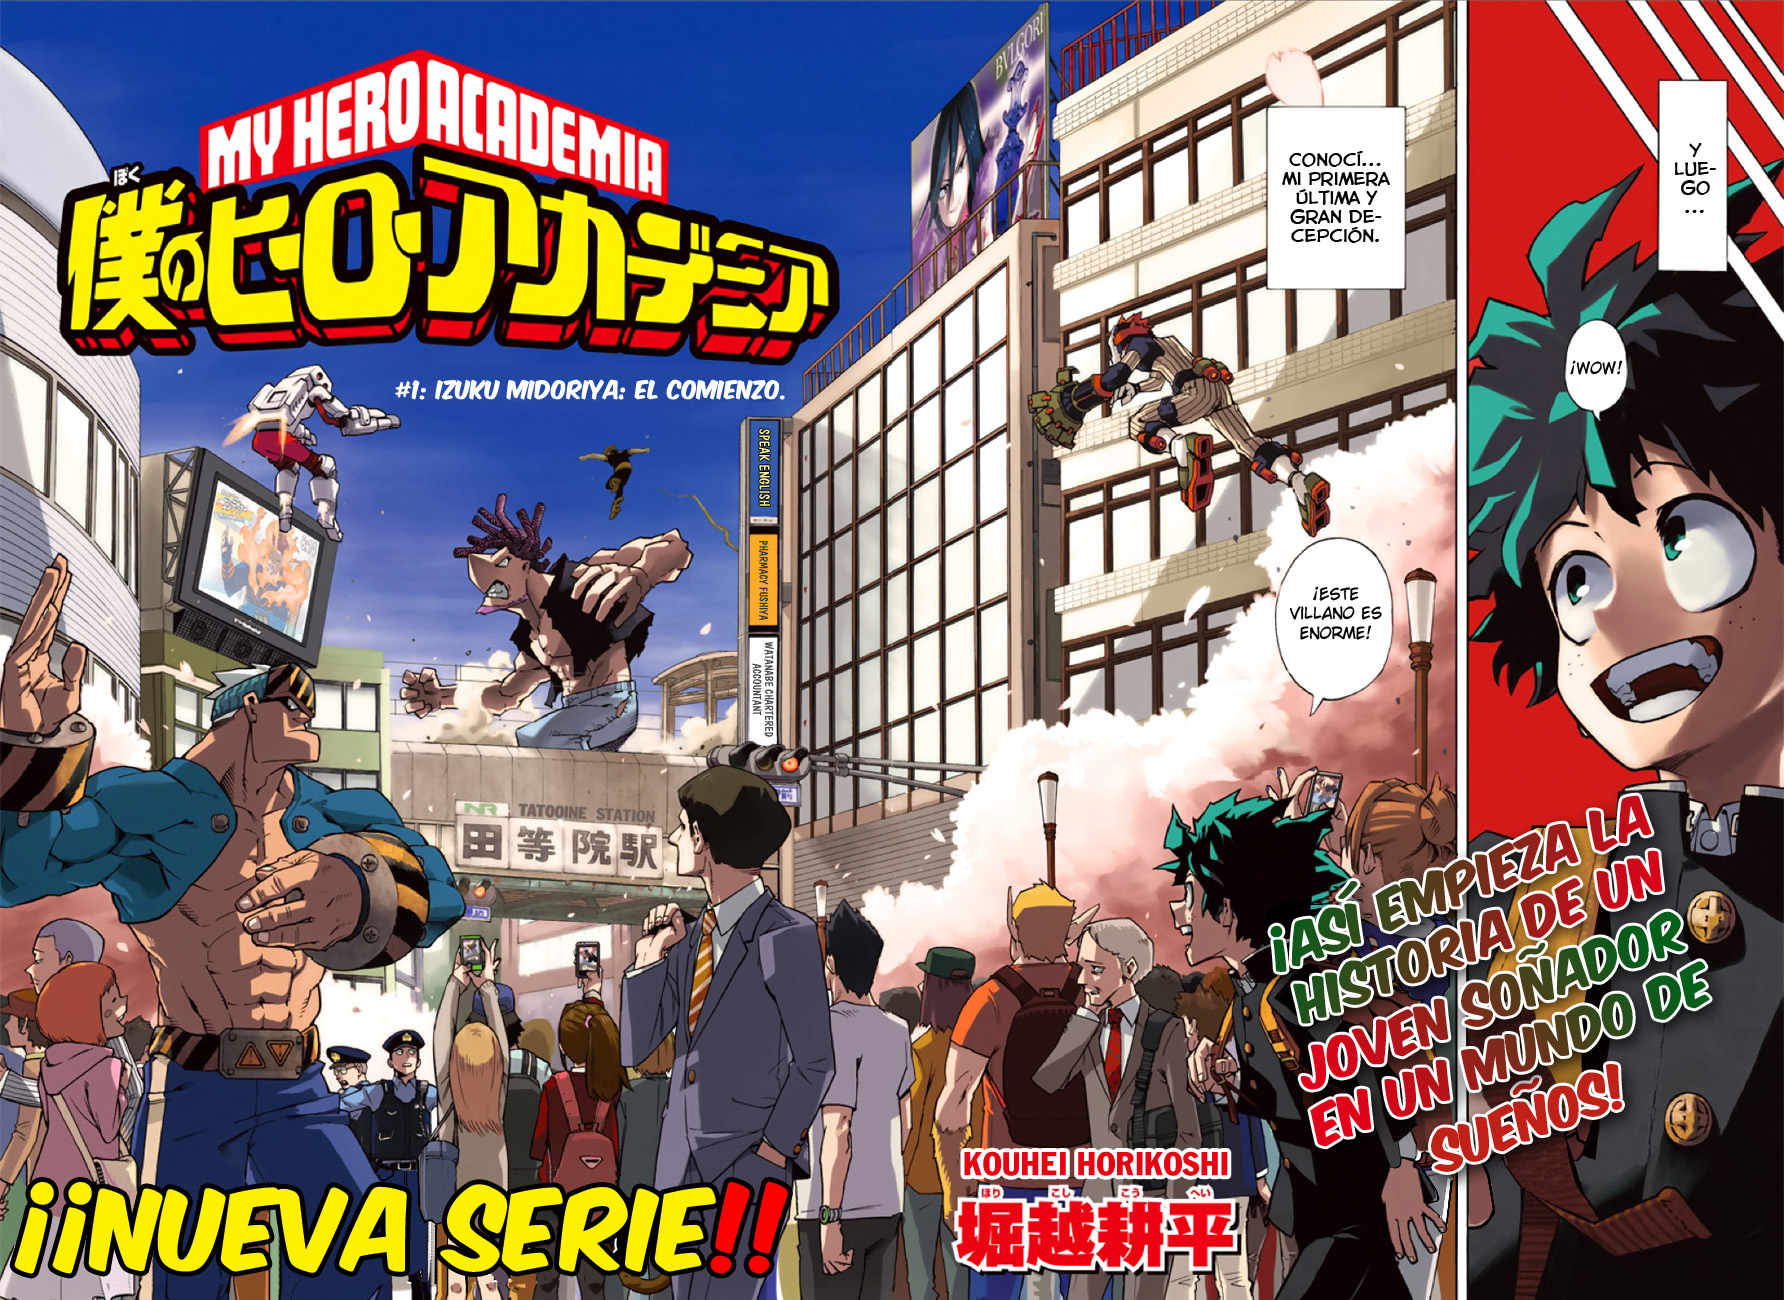 Y
LUE-
GO
...
¡WOW!
CONOCÍ...
MI PRIMERA
ÚLTIMA Y
GRAN DE-
CEPCIÓN.
¡ESTE
VILLANO ES
ENORME!
BVLGORI
MY HERO ACADEMIA
ぼく
僕のヒーローアカデミア
#1: IZUKU MIDORIYA: EL COMIENZO.
SPEAK ENGLISH
PHARMACY FUSHIYA
WATANABE CHARTERED
ACCOUNTANT
NR TATOOINE STATION
田等院駅
¡ASÍ EMPIEZA LA
HISTORIA DE UN
JOVEN SOÑADOR
EN UN MUNDO DE
SUEÑOS!
¡¡NUEVA SERIE!!
KOUHEI HORIKOSHI
ほり こし こう へい
堀越耕平